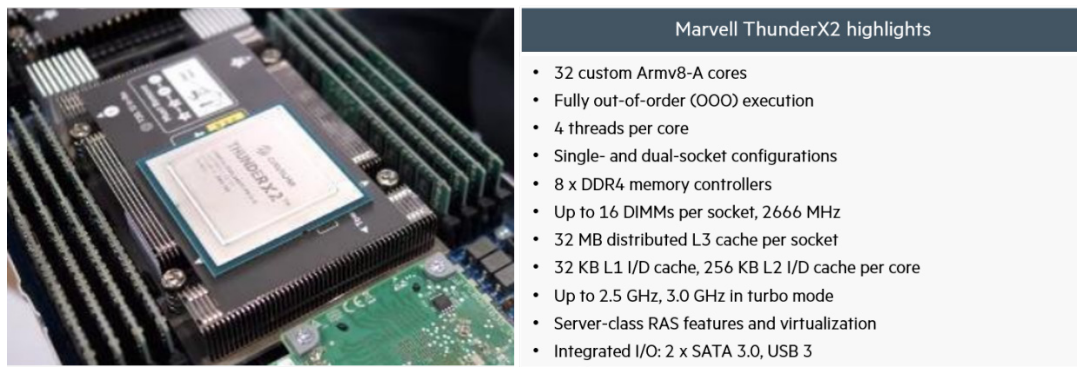 CAVIUM
THUNDERX2™
Marvell ThunderX2 highlights
• 32 custom Armv8-A cores
• Fully out-of-order (OOO) execution
• 4 threads per core
• Single- and dual-socket configurations
• 8 x DDR4 memory controllers
• Up to 16 DIMMs per socket, 2666 MHz
• 32 MB distributed L3 cache per socket
• 32 KB L1 I/D cache, 256 KB L2 I/D cache per core
• Up to 2.5 GHz, 3.0 GHz in turbo mode
• Server-class RAS features and virtualization
• Integrated I/O: 2 x SATA 3.0, USB 3